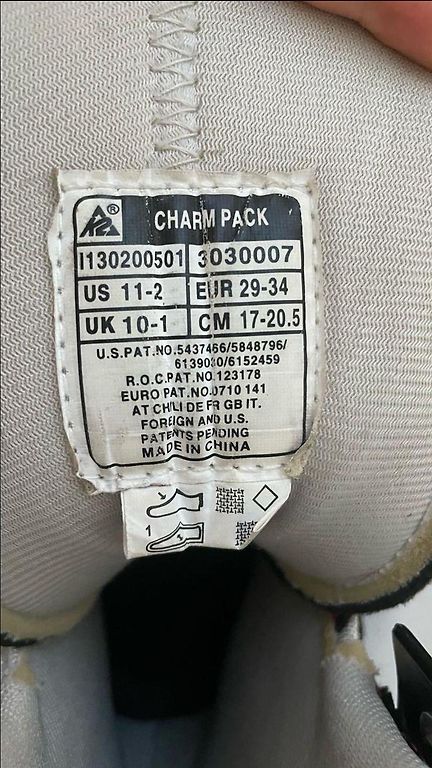 K2® CHARM PACK
I130200501 3030007
US 11-2 EUR 29-34
UK 10-1 CM 17-20.5
U.S.PAT.NO.5437466/5848796/
6139030/6152459
R.O.C.PAT.NO.123178
EURO PAT.NO.0710 141
AT CH LI DE FR GB IT.
FOREIGN AND U.S.
PATENTS PENDING
MADE IN CHINA
1